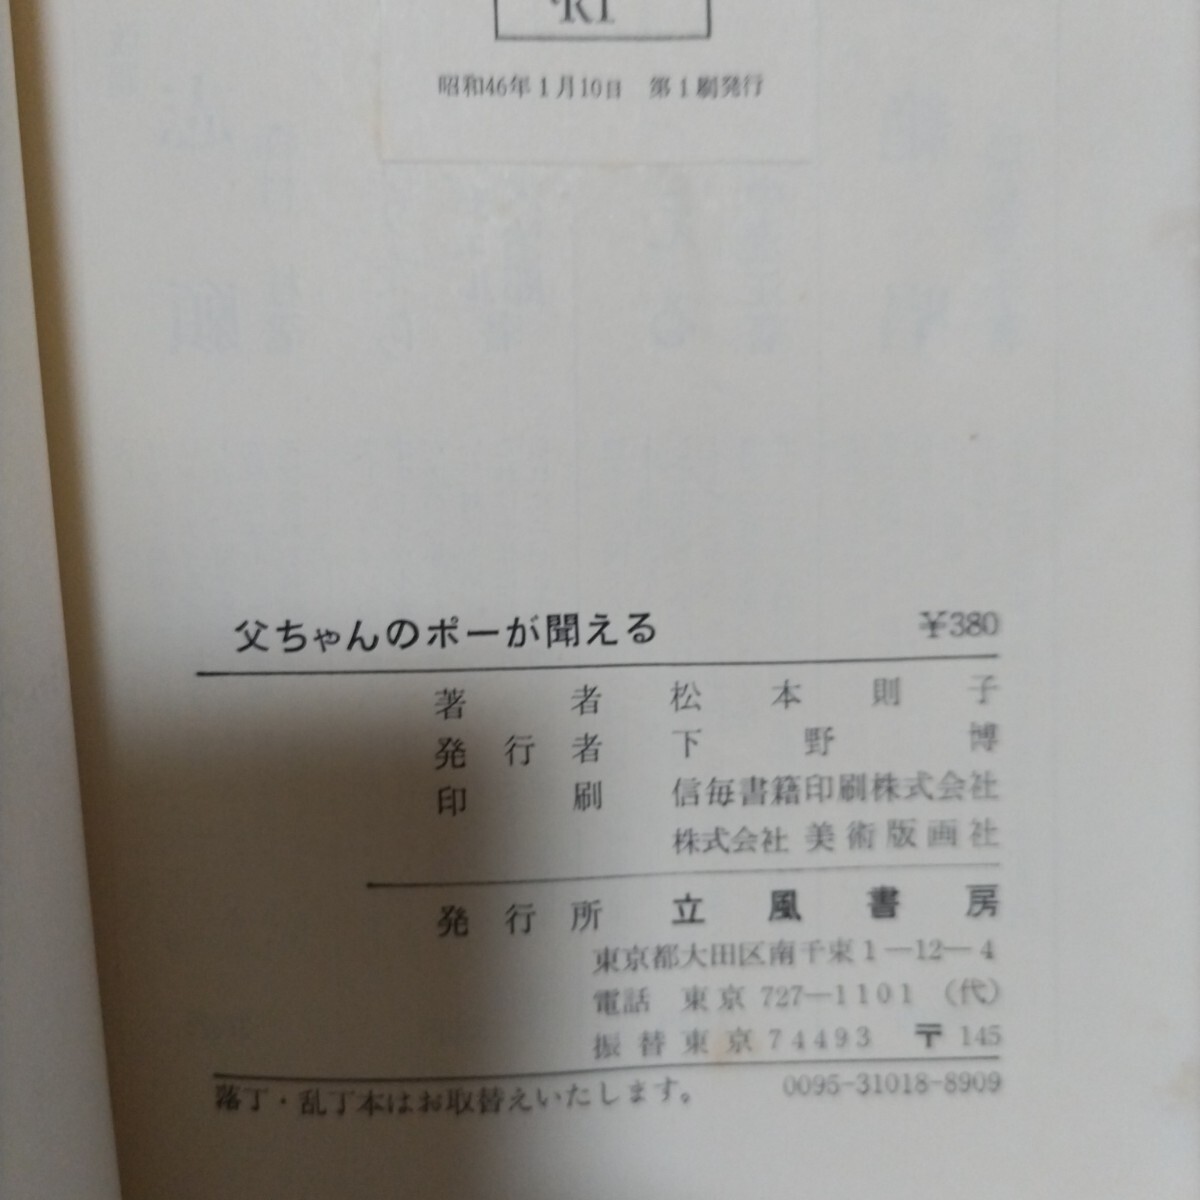 昭和46年1月10日 第1刷発行
父ちゃんのポーが聞える ¥380
著者 松本則子
発行者 下野博
印刷 信毎書籍印刷株式会社
株式会社 美術版画社
発行所 立風書房
東京都大田区南千束1—12—4
電話 東京 727—1101 (代)
振替東京74493 〒145
落丁・乱丁本はお取替えいたします。 0095-31018-8909